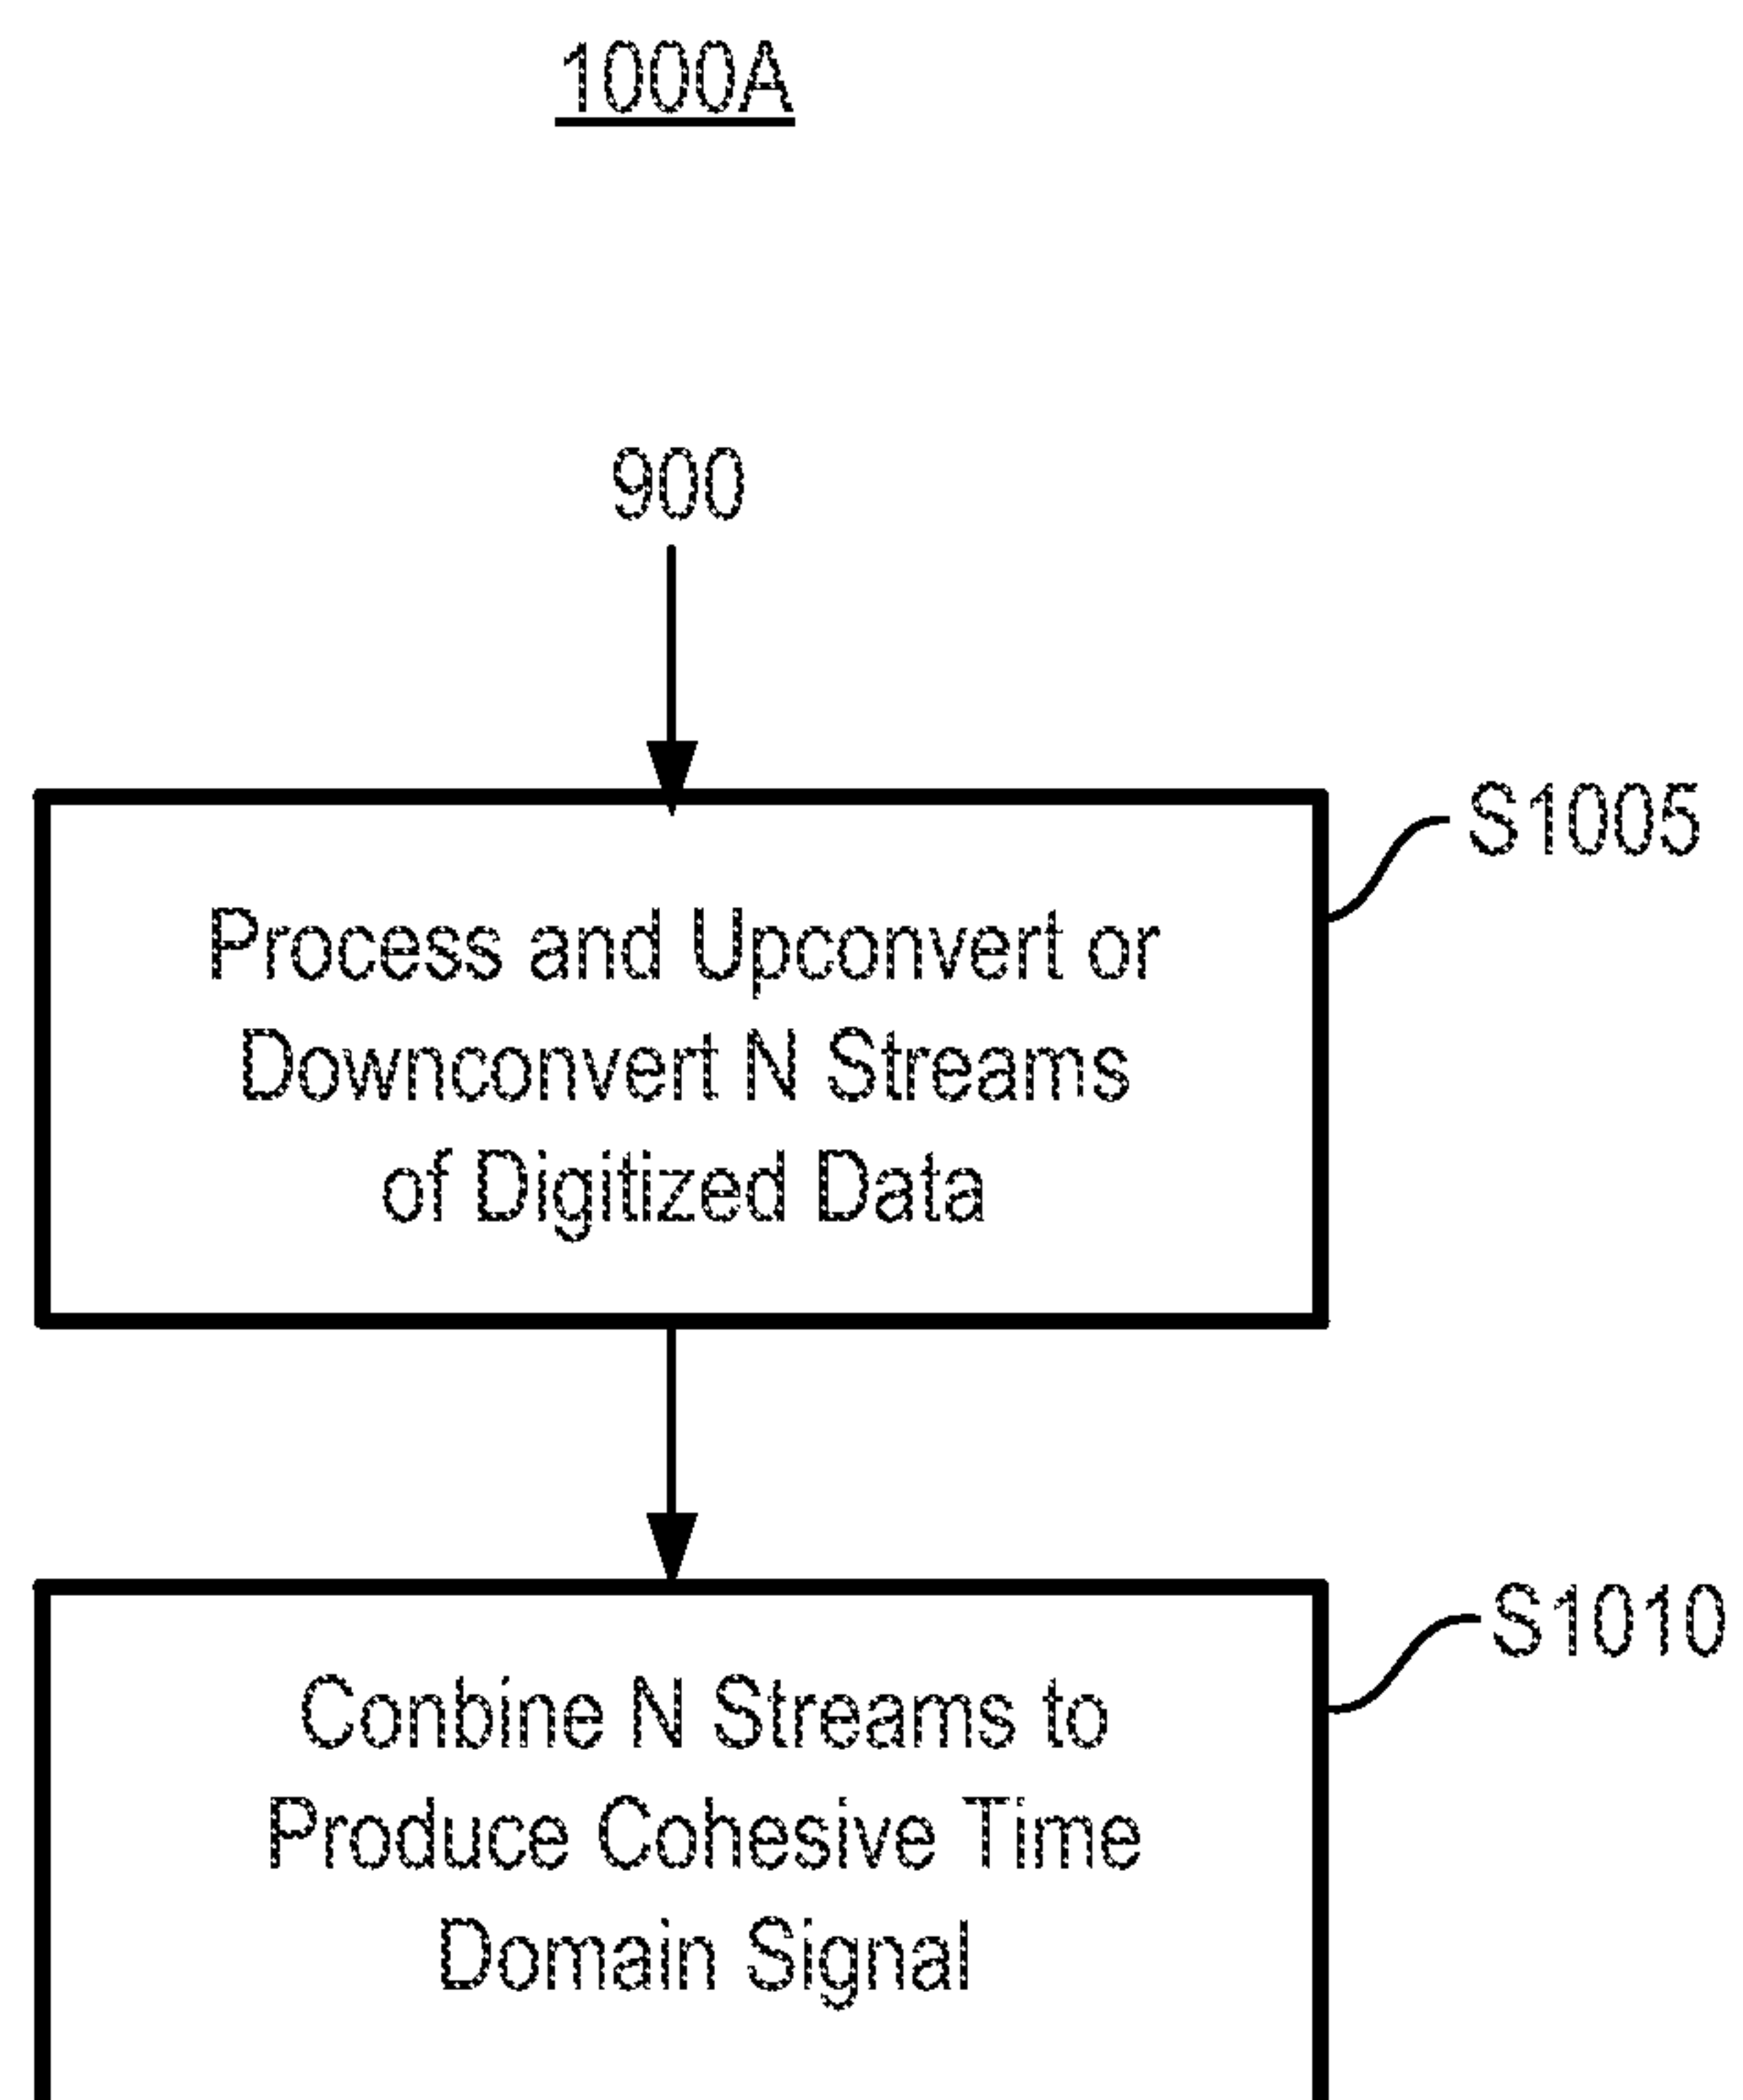 1000A
900
S1005
Process and Upconvert or
Downconvert N Streams
of Digitized Data
S1010
Conbine N Streams to
Produce Cohesive Time
Domain Signal